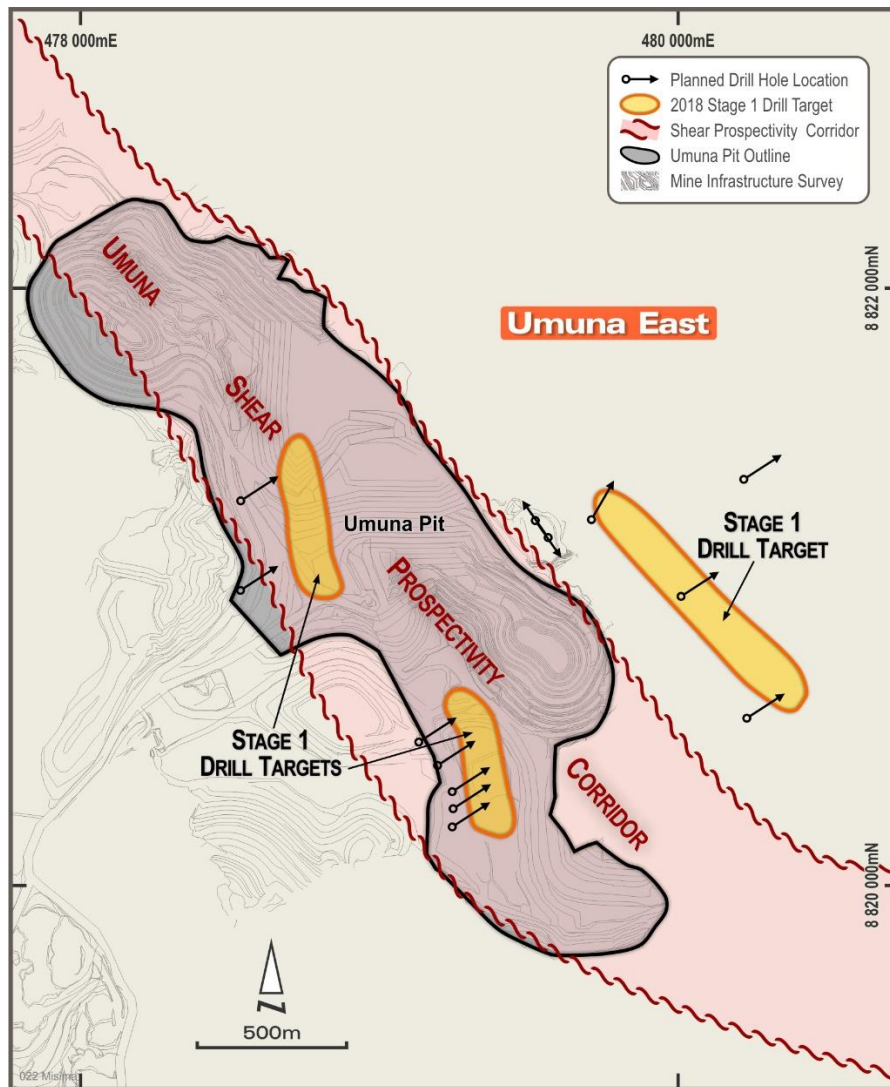 478 000mE
480 000mE
Planned Drill Hole Location
2018 Stage 1 Drill Target
Shear Prospectivity Corridor
Umuna Pit Outline
Mine Infrastructure Survey
8 822 000mN
UMUNA
Umuna East
SHEAR
Umuna Pit
STAGE 1
DRILL TARGET
PROSPECTIVITY
STAGE 1
DRILL TARGETS
CORRIDOR
8 820 000mN
N
500m
022 Misima